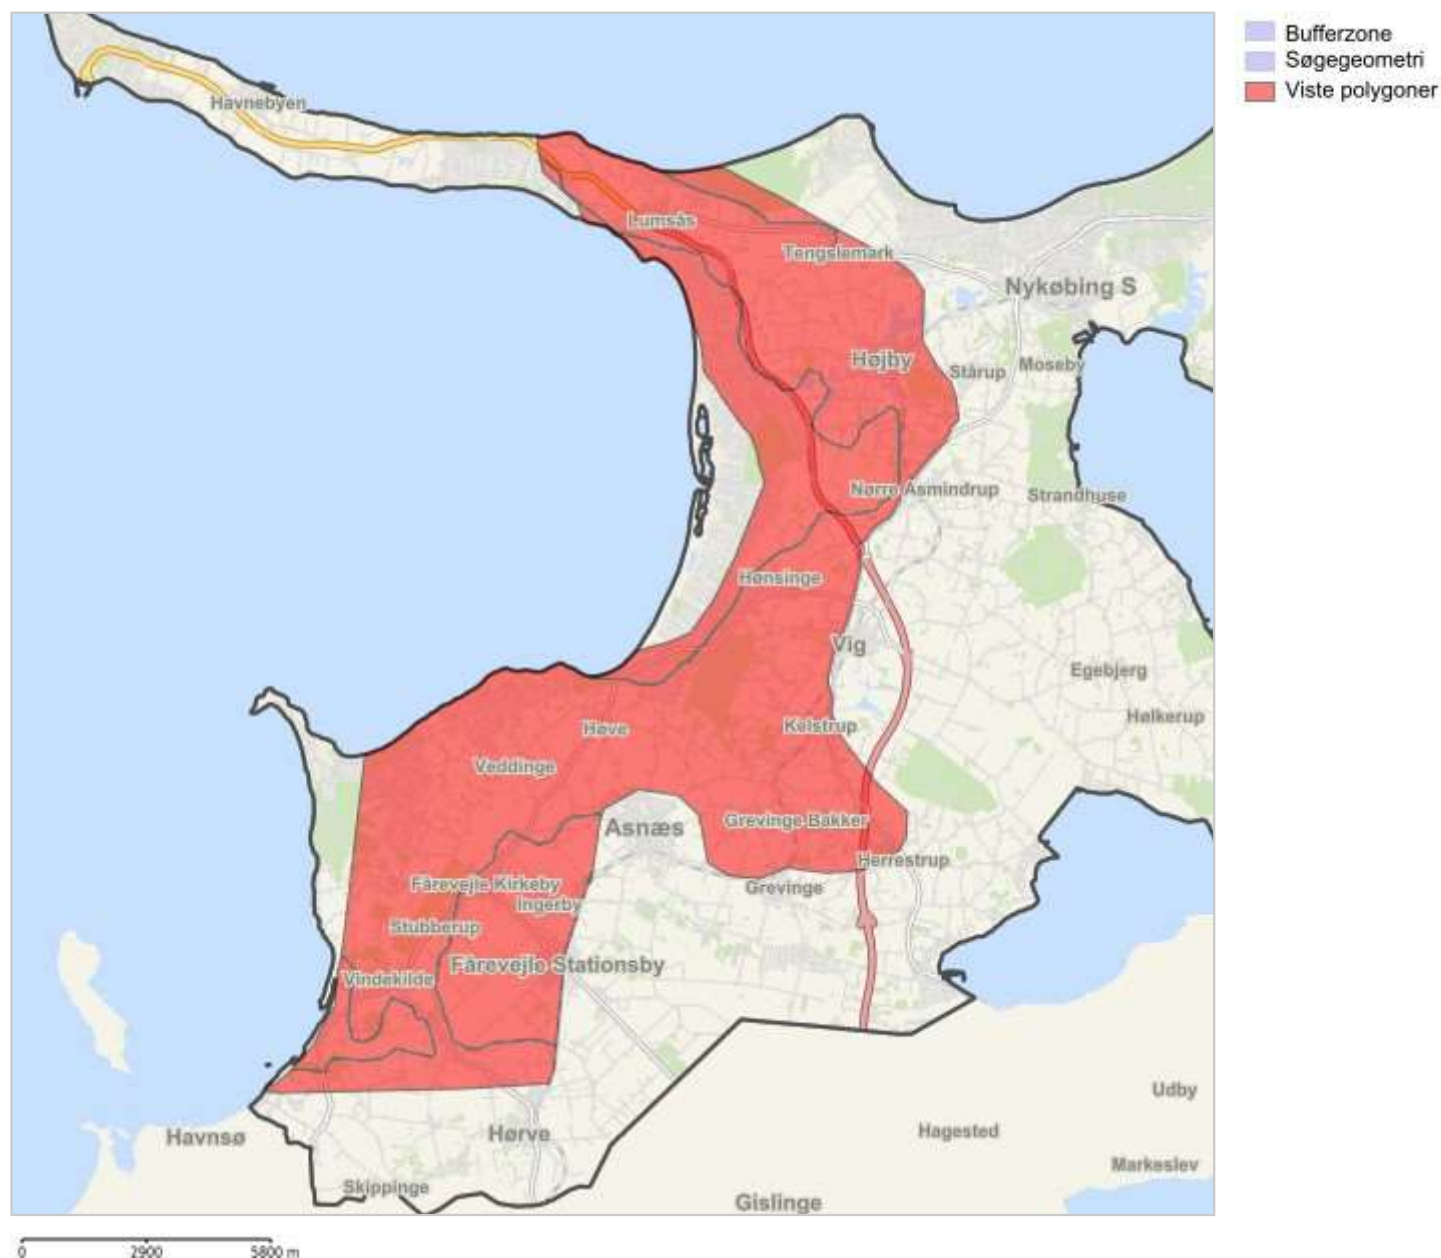 Bufferzone
Søgegeometri
Viste polygoner
Havnebyen
Lumsås
Tengslemark
Nykøbing S
Højby
Stårup
Moseby
Nørre Asmindrup
Strandhuse
Hønsinge
Vig
Egebjerg
Hølkerup
Kelstrup
Høve
Veddinge
Grevinge Bakker
Asnæs
Herrestrup
Fårevejle Kirkeby
Grevinge
Ingerby
Stubberup
Fårevejle Stationsby
Vindekilde
Udby
Havnsø
Hørve
Hagested
Markeslev
Skippinge
Gislinge
0 2900 5800 m